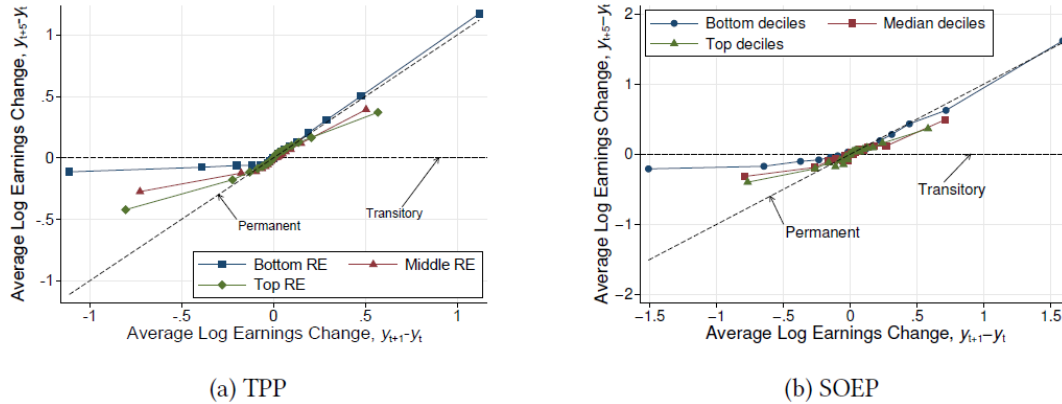 Average Log Earnings Change, yt+5-yt
1
.5
0
-.5
-1
Permanent
Transitory
Bottom RE
Middle RE
Top RE
-1
-.5
0
.5
1
Average Log Earnings Change, yt+1-yt
(a) TPP
Average Log Earnings Change, yt+5−yt
2
1
0
−1
−2
Bottom deciles
Median deciles
Top deciles
Transitory
Permanent
−1.5
−1
−0.5
0
0.5
1
1.5
Average Log Earnings Change, yt+1−yt
(b) SOEP